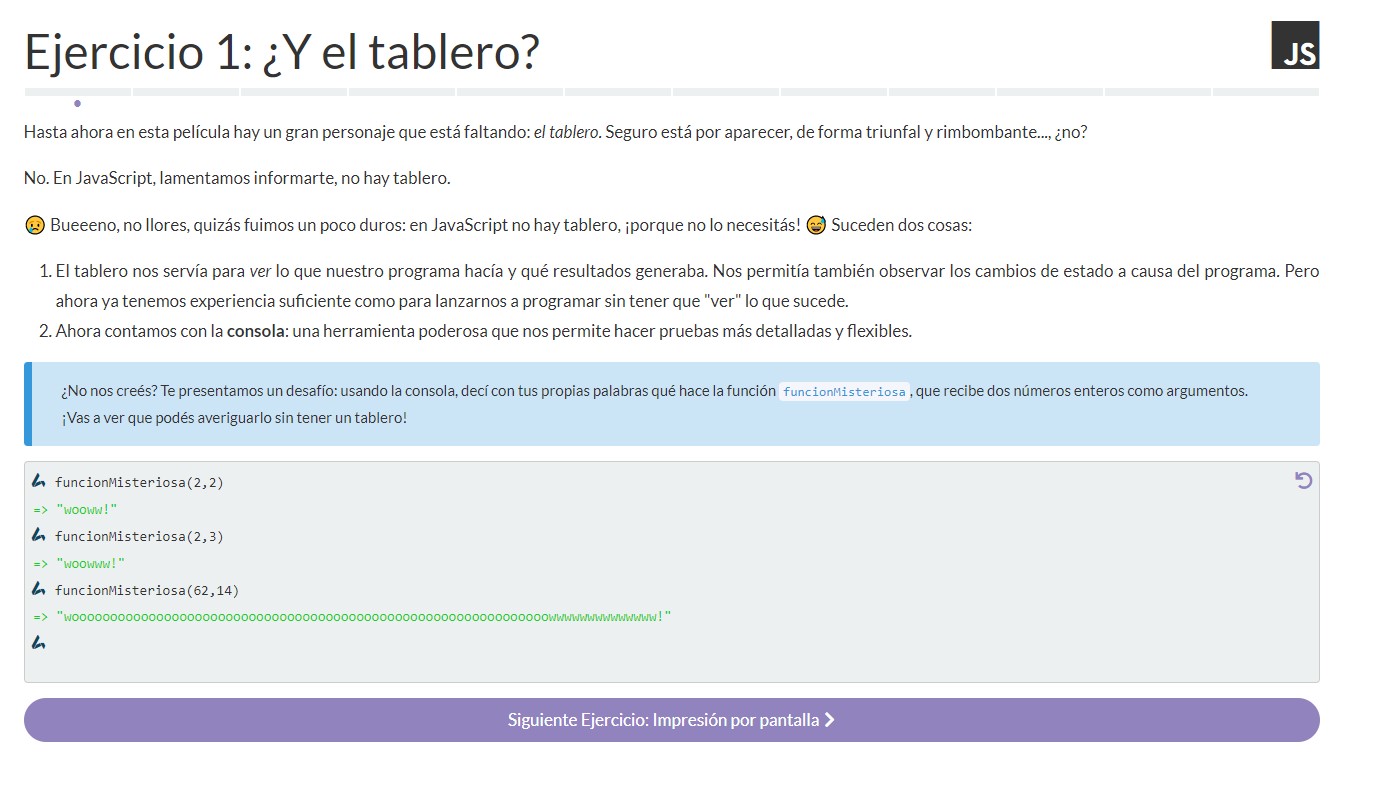 Ejercicio 1: ¿Y el tablero?
JS
Hasta ahora en esta película hay un gran personaje que está faltando: el tablero. Seguro está por aparecer, de forma triunfal y rimbombante..., ¿no?
No. En JavaScript, lamentamos informarte, no hay tablero.
😢 Bueeeno, no llores, quizás fuimos un poco duros: en JavaScript no hay tablero, ¡porque no lo necesitás! 😅 Suceden dos cosas:
1. El tablero nos servía para ver lo que nuestro programa hacía y qué resultados generaba. Nos permitía también observar los cambios de estado a causa del programa. Pero
ahora ya tenemos experiencia suficiente como para lanzarnos a programar sin tener que "ver" lo que sucede.
2. Ahora contamos con la consola: una herramienta poderosa que nos permite hacer pruebas más detalladas y flexibles.
¿No nos creés? Te presentamos un desafío: usando la consola, decí con tus propias palabras qué hace la función funcionMisteriosa, que recibe dos números enteros como argumentos.
¡Vas a ver que podés averiguarlo sin tener un tablero!
funcionMisteriosa(2,2)
=> "wooww!"
funcionMisteriosa(2,3)
=> "woowww!"
funcionMisteriosa(62,14)
=> "woooooooooooooooooooooooooooooooooooooooooooooooooooooooooooooowwwwwwwwwwwwww!"
Siguiente Ejercicio: Impresión por pantalla